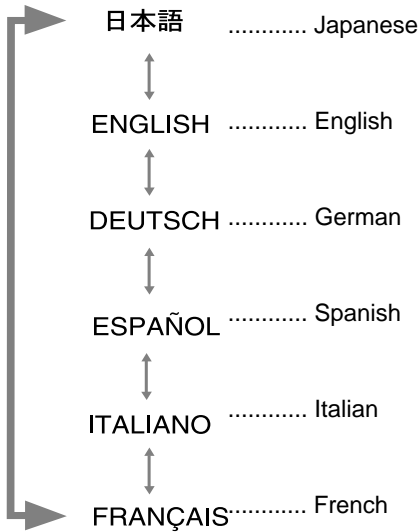 日本語 ............ Japanese
ENGLISH ............ English
DEUTSCH ............ German
ESPAÑOL ............ Spanish
ITALIANO ............ Italian
FRANÇAIS ............ French